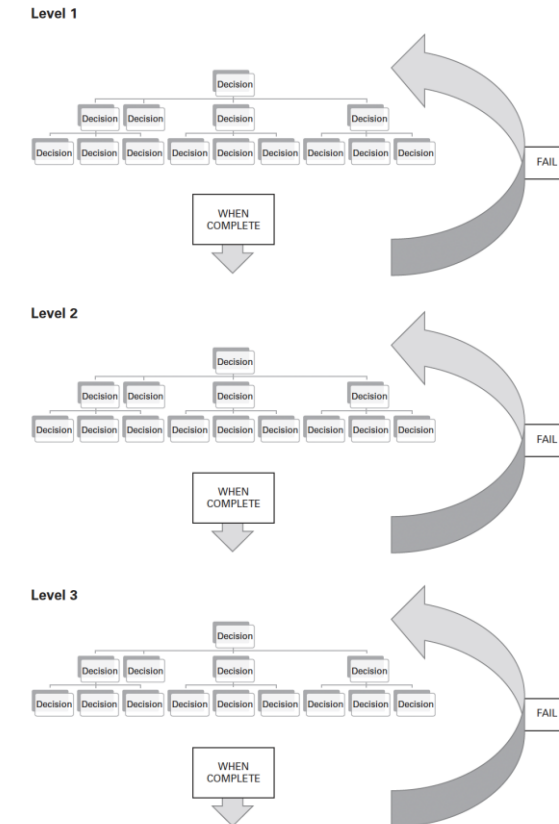 Level 1
Decision
Decision Decision Decision Decision
Decision Decision Decision Decision Decision Decision Decision Decision Decision
FAIL
WHEN
COMPLETE
Level 2
Decision
Decision Decision Decision Decision
Decision Decision Decision Decision Decision Decision Decision Decision Decision
FAIL
WHEN
COMPLETE
Level 3
Decision
Decision Decision Decision Decision
Decision Decision Decision Decision Decision Decision Decision Decision Decision
FAIL
WHEN
COMPLETE